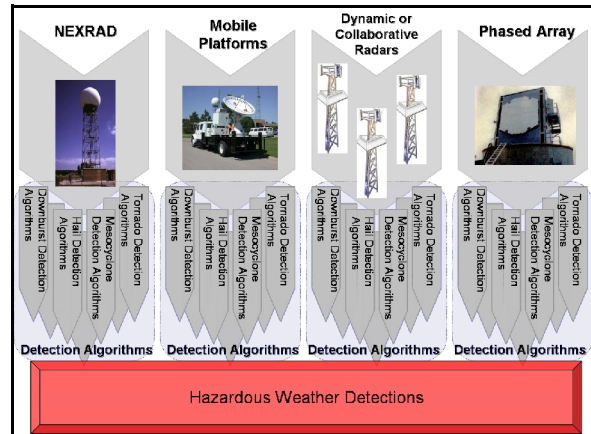 NEXRAD
Mobile
Platforms
Dynamic or
Collaborative
Radars
Phased Array
Downburst Detection
Algorithms
Hail Detection
Algorithms
Mesocyclone
Detection Algorithms
Tornado Detection
Algorithms
Detection Algorithms
Downburst Detection
Algorithms
Hail Detection
Algorithms
Mesocyclone
Detection Algorithms
Tornado Detection
Algorithms
Detection Algorithms
Downburst Detection
Algorithms
Hail Detection
Algorithms
Mesocyclone
Detection Algorithms
Tornado Detection
Algorithms
Detection Algorithms
Downburst Detection
Algorithms
Hail Detection
Algorithms
Mesocyclone
Detection Algorithms
Tornado Detection
Algorithms
Detection Algorithms
Hazardous Weather Detections